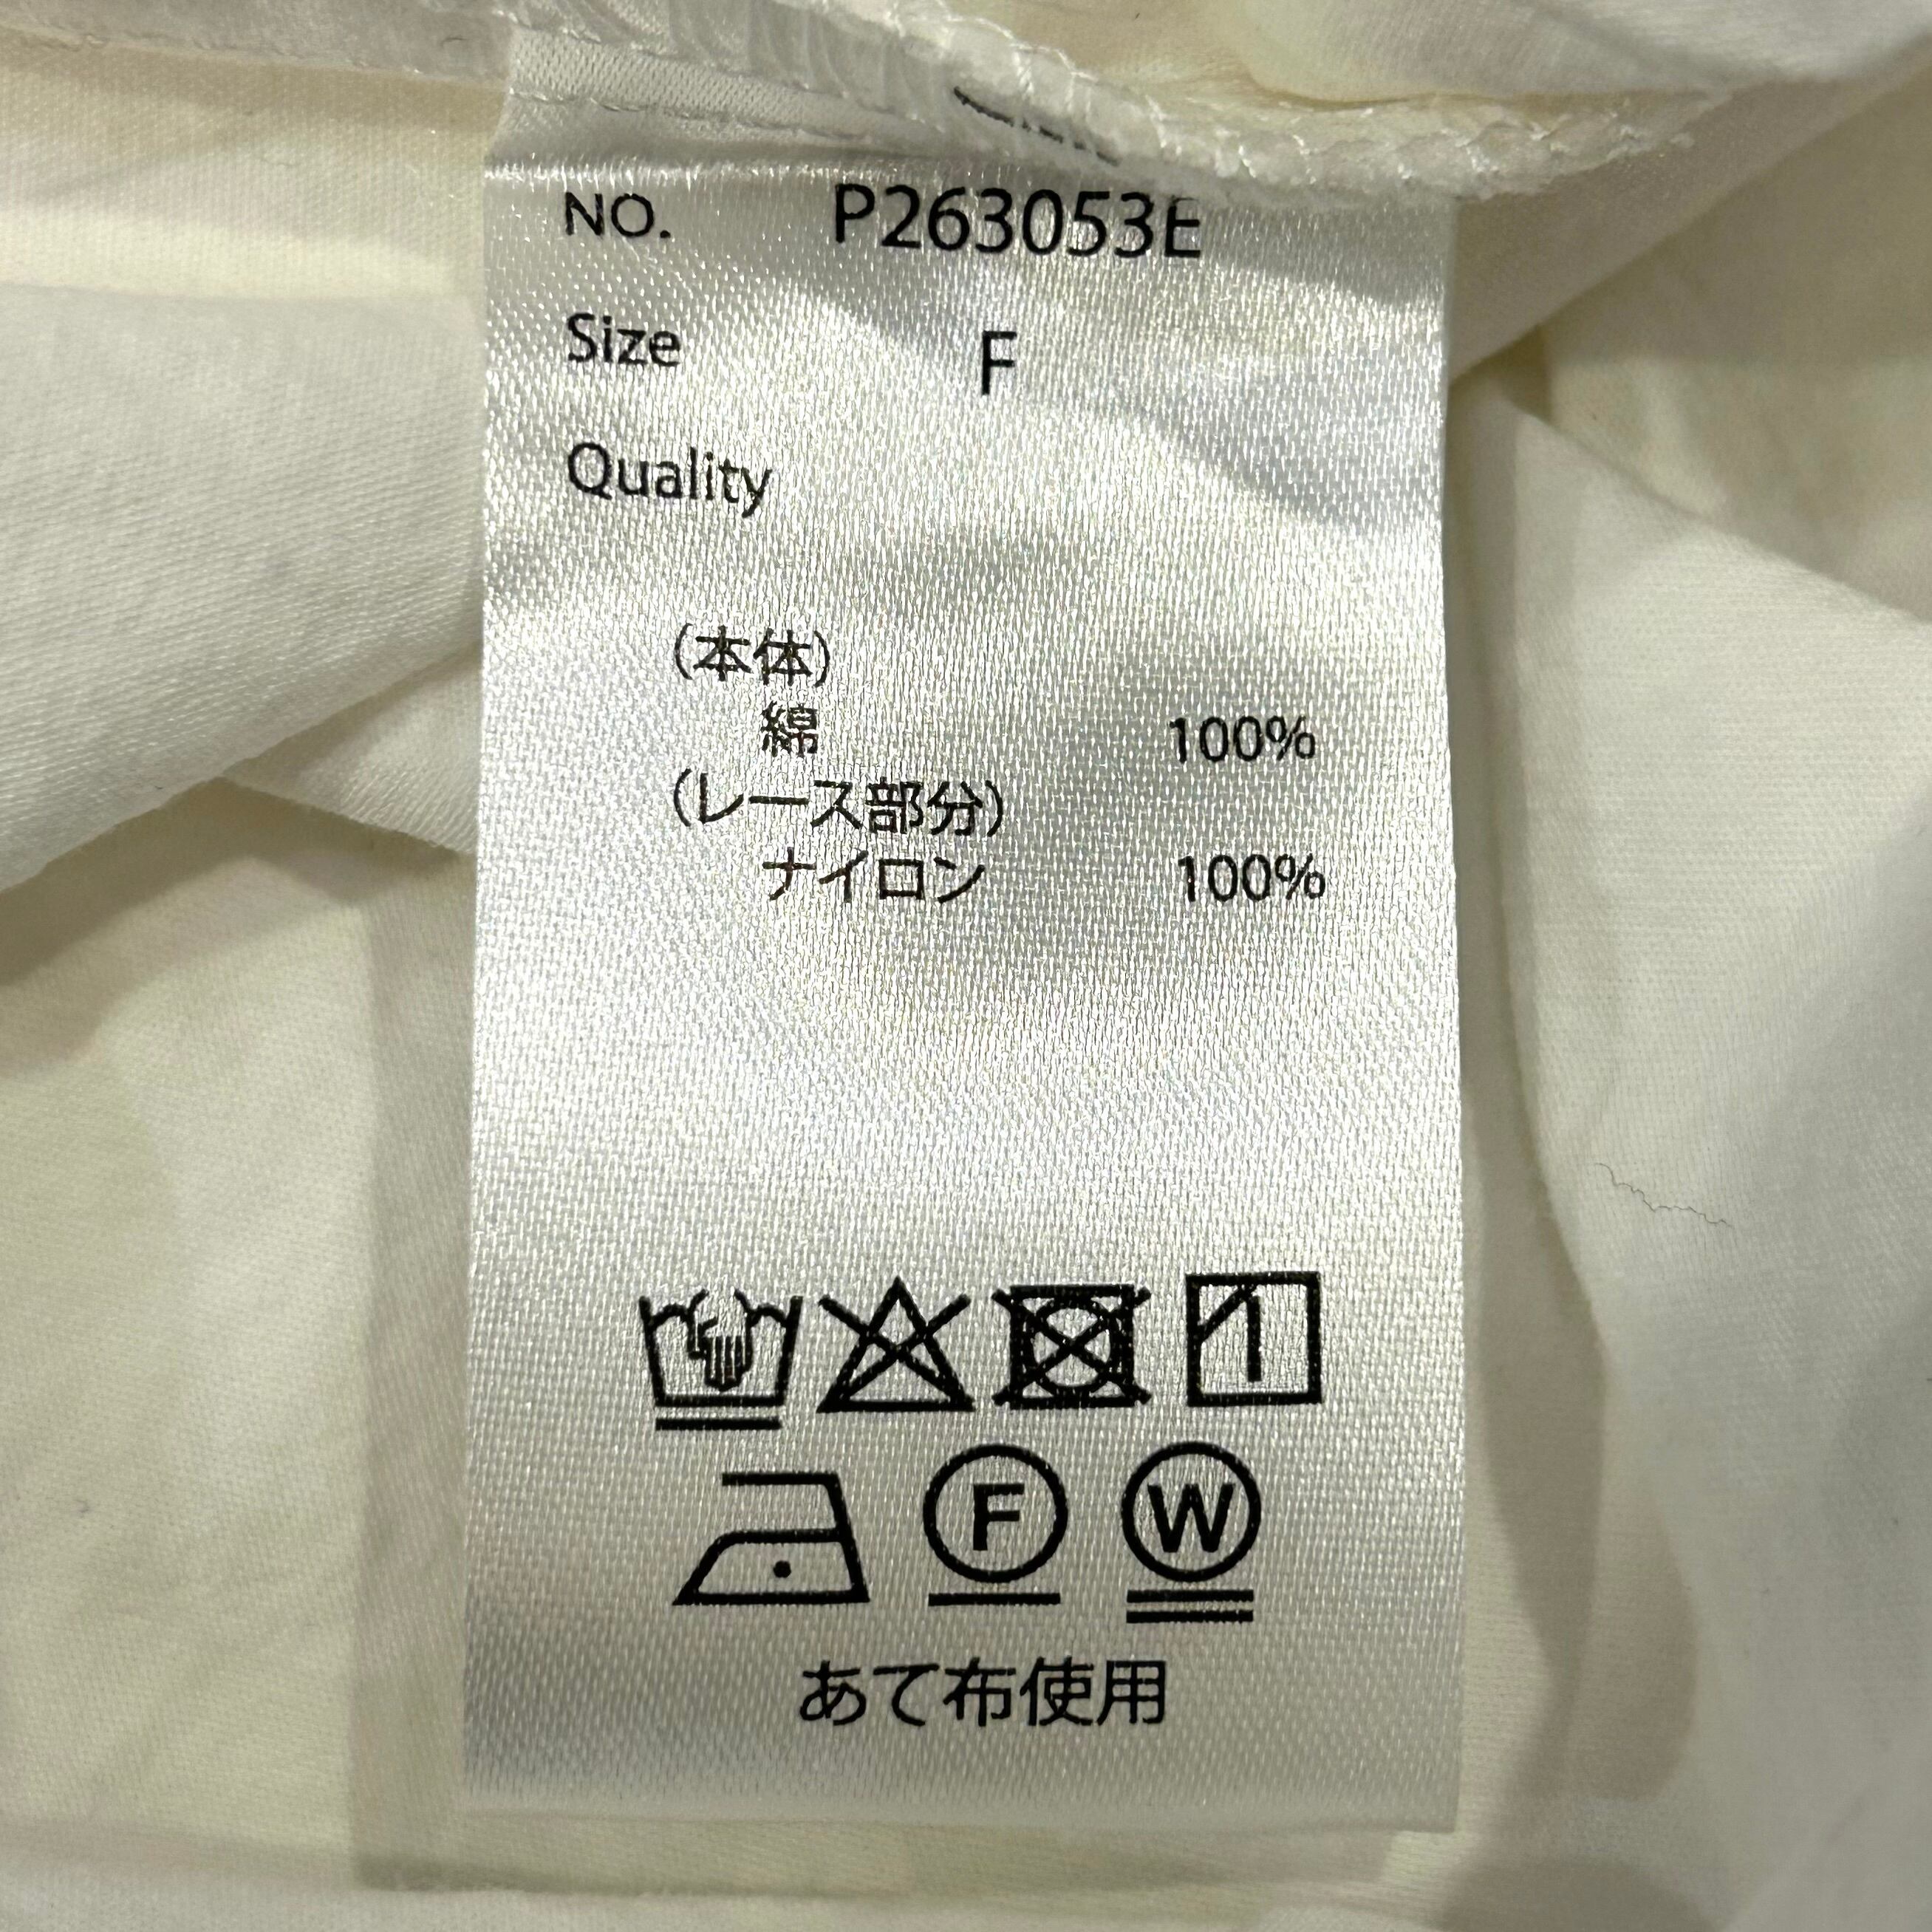 NO. P263053E
Size F
Quality
(本体)
綿 100%
(レース部分)
ナイロン 100%
F W
あて布使用